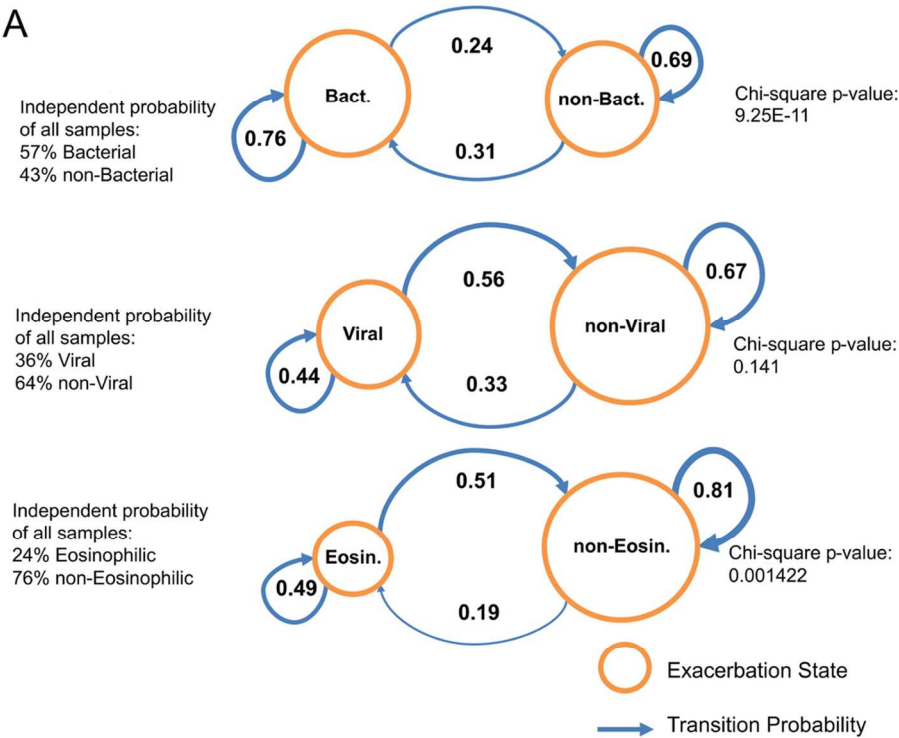 A
0.24
0.69
Bact.
non-Bact.
Independent probability
of all samples:
57% Bacterial
43% non-Bacterial
0.76
0.31
Chi-square p-value:
9.25E-11
0.56
0.67
Independent probability
of all samples:
36% Viral
64% non-Viral
Viral
non-Viral
0.44
0.33
Chi-square p-value:
0.141
0.51
0.81
Independent probability
of all samples:
24% Eosinophilic
76% non-Eosinophilic
Eosin.
non-Eosin.
0.49
0.19
Chi-square p-value:
0.001422
Exacerbation State
Transition Probability